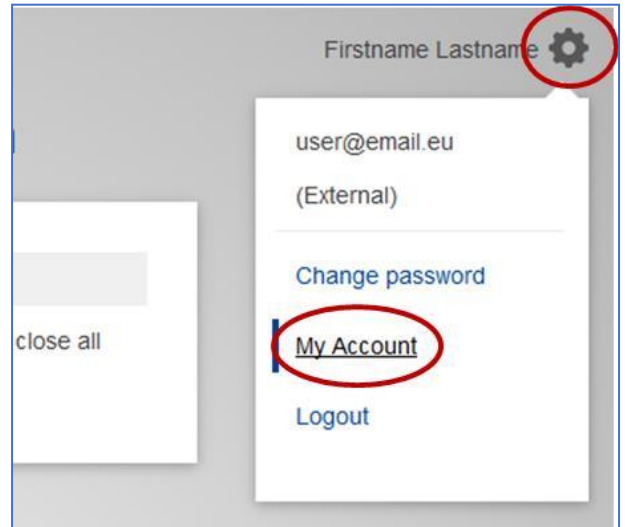 Firstname Lastname
user@email.eu
(External)
Change password
close all
My Account
Logout